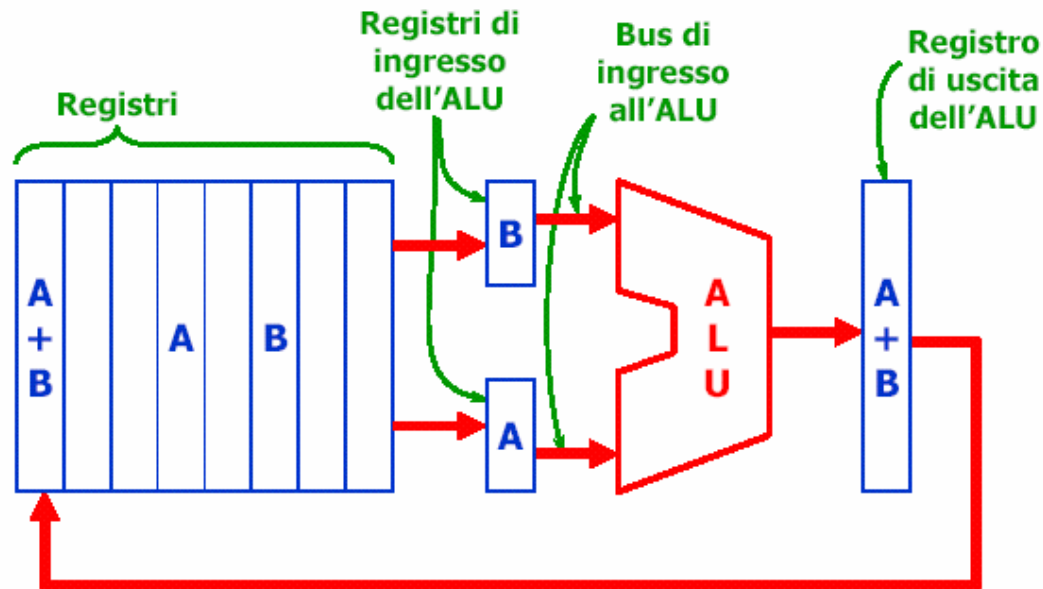 Registri di
ingresso
dell'ALU
Bus di
ingresso
all'ALU
Registro
di uscita
dell'ALU
Registri
A
+
B
A
B
B
A
A
L
U
A
+
B